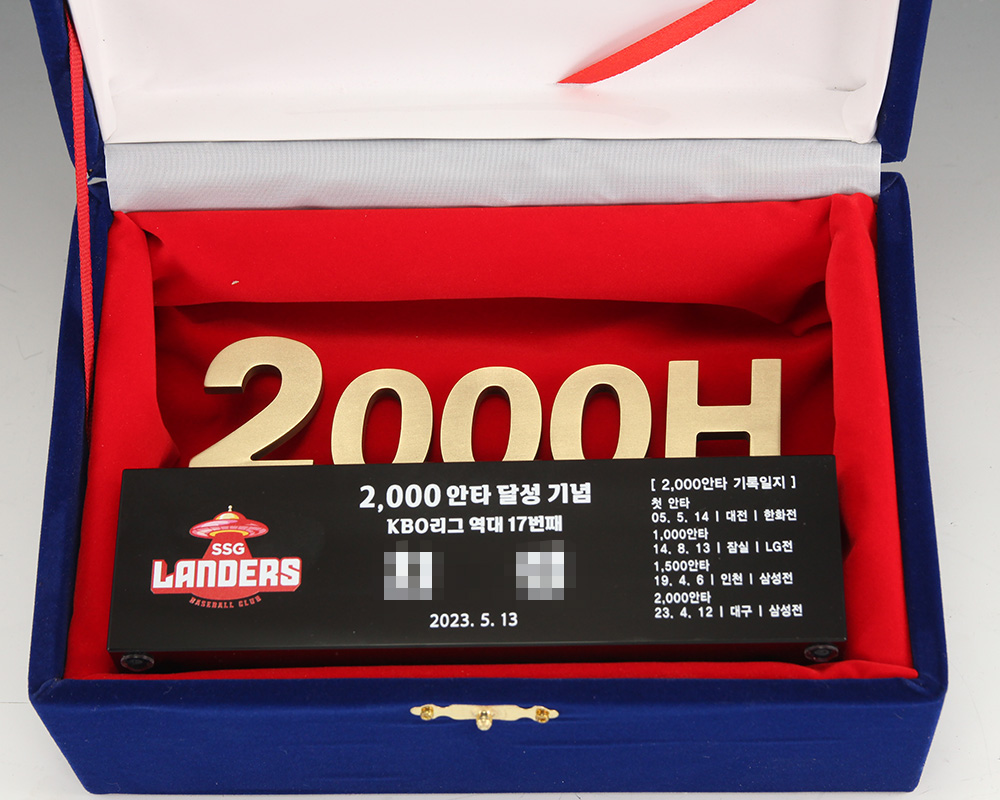 2000H
SSG
LANDERS
BASEBALL CLUB
2,000 안타 달성 기념
KBO리그 역대 17번째
2023. 5. 13
[ 2,000안타 기록일지 ]
첫 안타
05. 5. 14 | 대전 | 한화전
1,000안타
14. 8. 13 | 잠실 | LG전
1,500안타
19. 4. 6 | 인천 | 삼성전
2,000안타
23. 4. 12 | 대구 | 삼성전